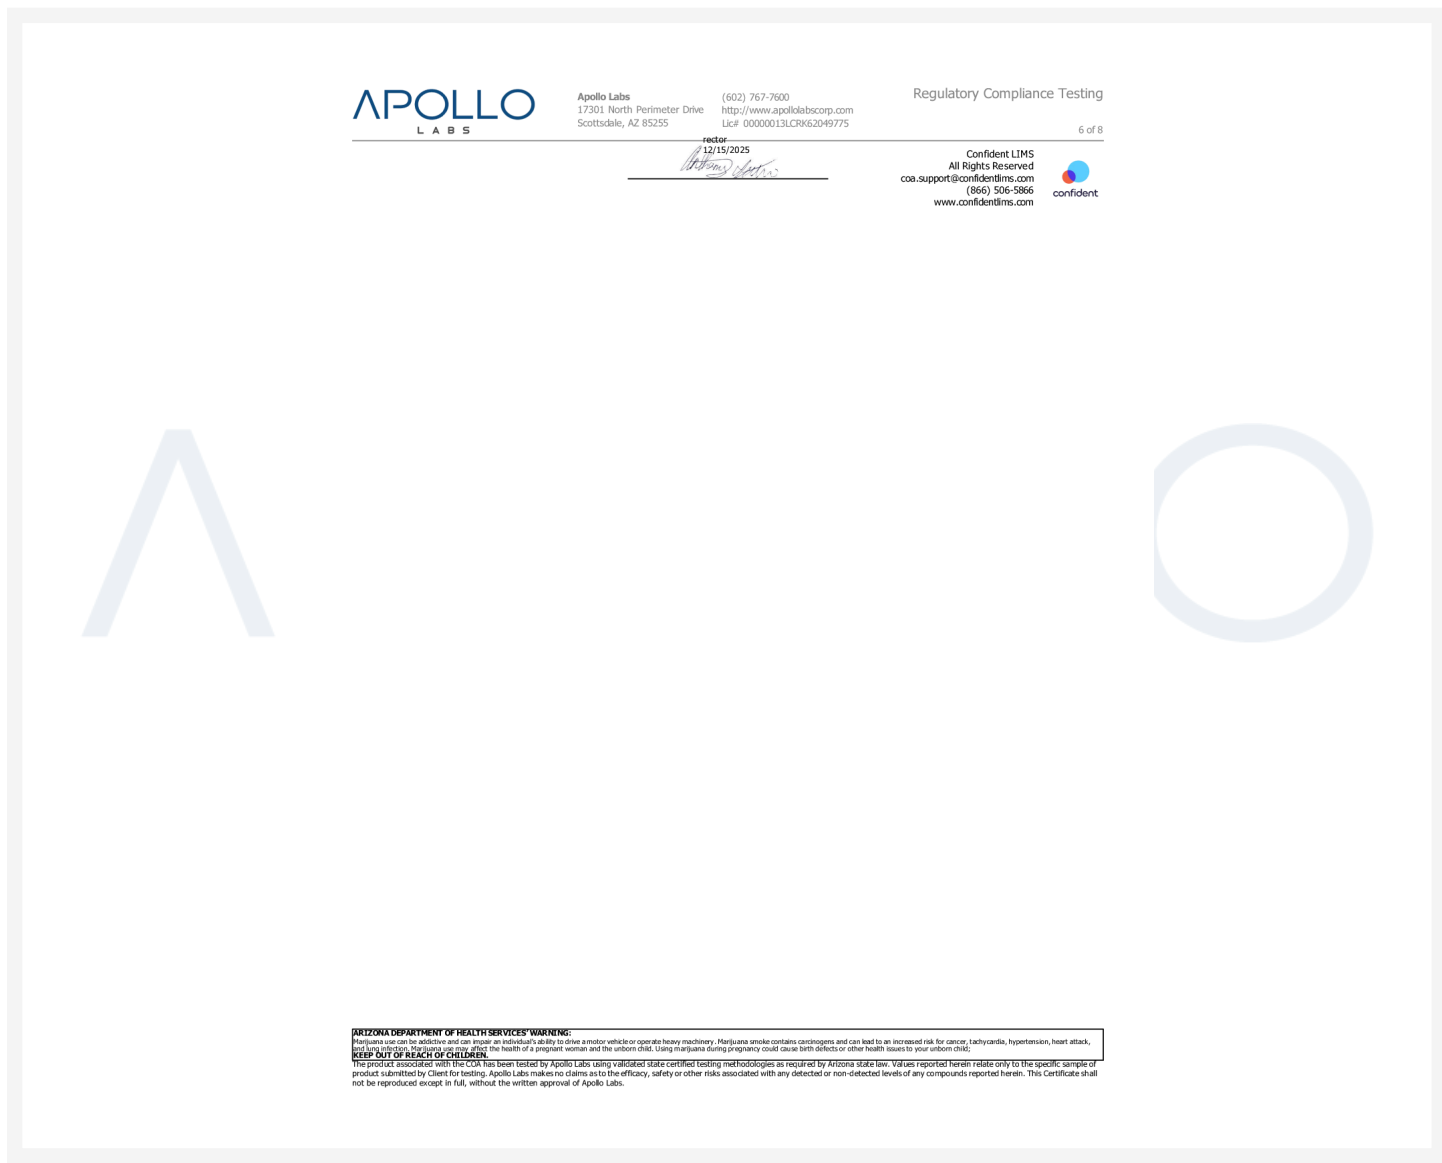 APOLLO
LABS
Apollo Labs
17301 North Perimeter Drive
Scottsdale, AZ 85255
(602) 767-7600
http://www.apollolabscorp.com
Lic# 00000013LCRK62049775
Regulatory Compliance Testing
6 of 8
rector
12/15/2025
Confident LIMS
All Rights Reserved
coa.support@confidentlims.com
(866) 506-5866
www.confidentlims.com
confident
ARIZONA DEPARTMENT OF HEALTH SERVICES' WARNING:
Marijuana use can be addictive and can impair an individual's ability to drive a motor vehicle or operate heavy machinery. Marijuana smoke contains carcinogens and can lead to an increased risk for cancer, tachycardia, hypertension, heart attack,
and lung infection. Marijuana use may affect the health of a pregnant woman and the unborn child. Using marijuana during pregnancy could cause birth defects or other health issues to your unborn child;
KEEP OUT OF REACH OF CHILDREN.
The product associated with the COA has been tested by Apollo Labs using validated state certified testing methodologies as required by Arizona state law. Values reported herein relate only to the specific sample of
product submitted by Client for testing. Apollo Labs makes no claims as to the efficacy, safety or other risks associated with any detected or non-detected levels of any compounds reported herein. This Certificate shall
not be reproduced except in full, without the written approval of Apollo Labs.